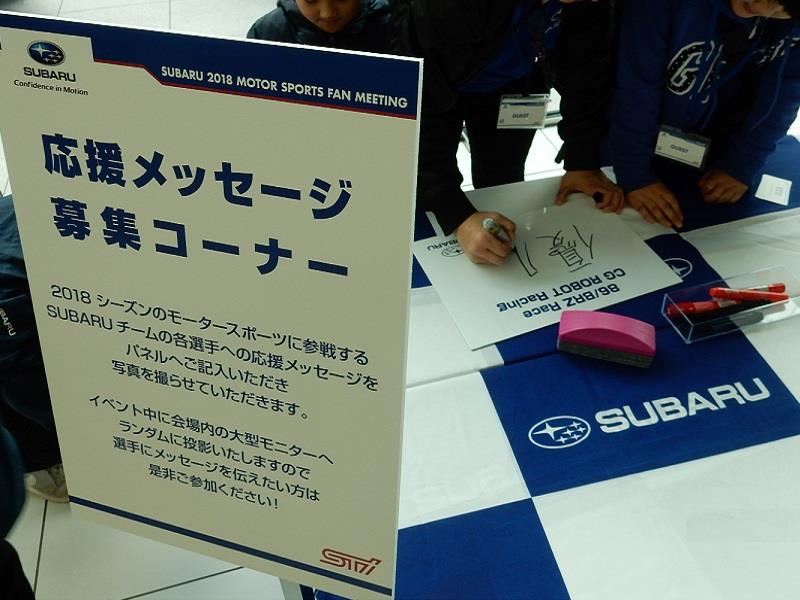 SUBARU
Confidence in Motion
SUBARU 2018 MOTOR SPORTS FAN MEETING
応援メッセージ
募集コーナー
2018 シーズンのモータースポーツに参戦する
SUBARU チームの各選手への応援メッセージを
パネルへご記入いただき
写真を撮らせていただきます。
イベント中に会場内の大型モニターへ
ランダムに投影いたしますので
選手にメッセージを伝えたい方は
是非ご参加ください!
STI
GUEST
GUEST
86/BRZ Race
CG ROBOT Racing
SUBARU
SUBARU